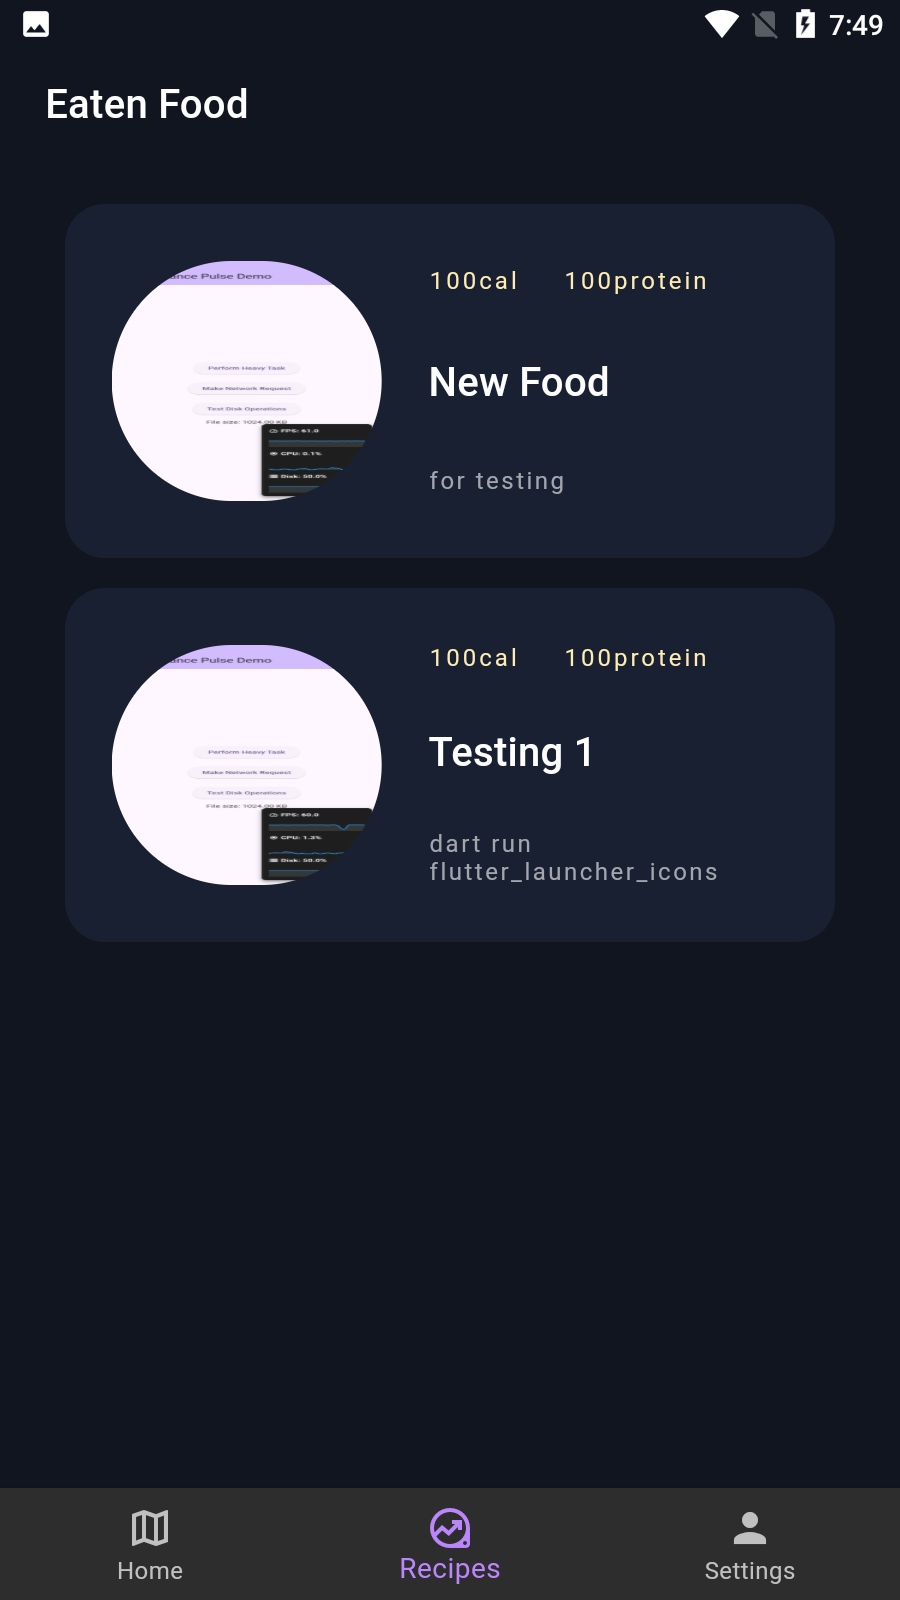 7:49
Eaten Food
ance Pulse Demo
100cal 100protein
Perform Heavy Task
Make Network Request
New Food
Test Disk Operations
File size: 1024.00 KB
FPS: 61.0
CPU: 0.1%
Disk: 50.0%
for testing
ance Pulse Demo
100cal 100protein
Perform Heavy Task
Make Network Request
Testing 1
Test Disk Operations
File size: 1024.00 KB
FPS: 60.0
CPU: 1.3%
Disk: 50.0%
dart run
flutter_launcher_icons
Home
Recipes
Settings